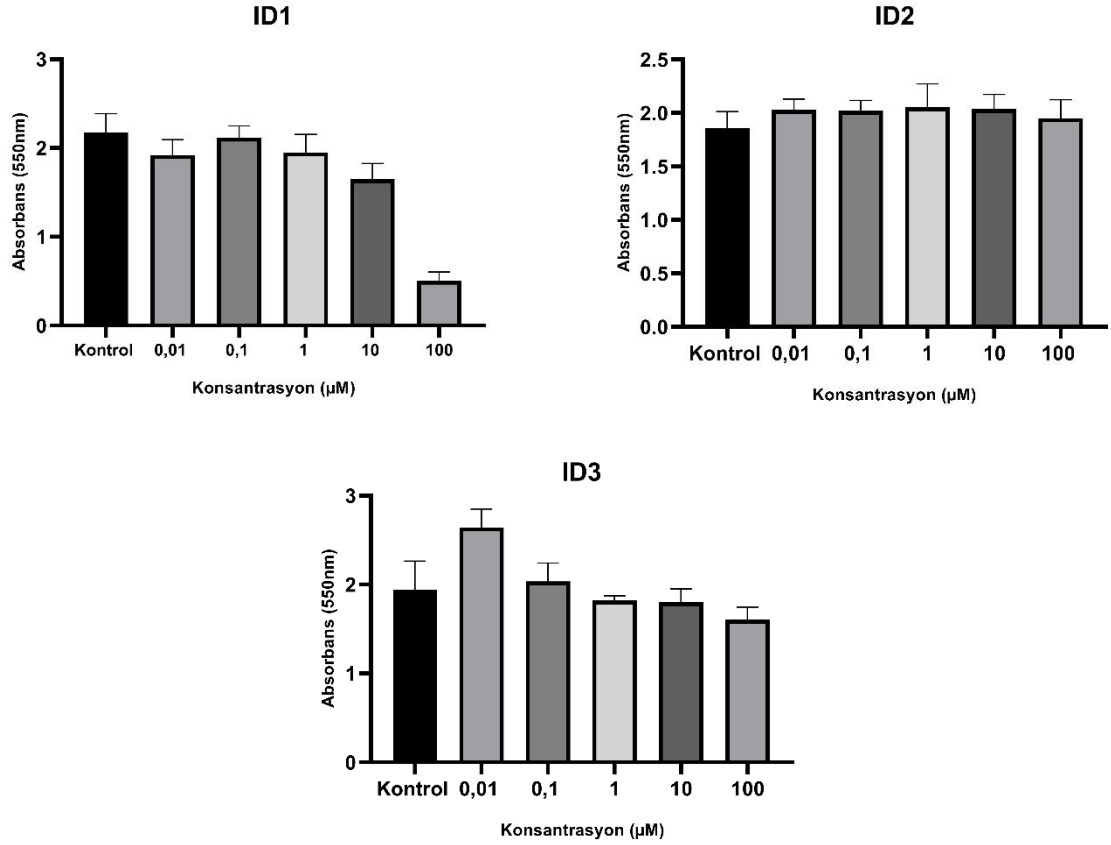 ID1
3
2
1
0
Absorbans (550nm)
Kontrol 0,01 0,1 1 10 100
Konsantrasyon (µM)
ID2
2.5
2.0
1.5
1.0
0.5
0.0
Absorbans (550nm)
Kontrol 0,01 0,1 1 10 100
Konsantrasyon (µM)
ID3
3
2
1
0
Absorbans (550nm)
Kontrol 0,01 0,1 1 10 100
Konsantrasyon (µM)